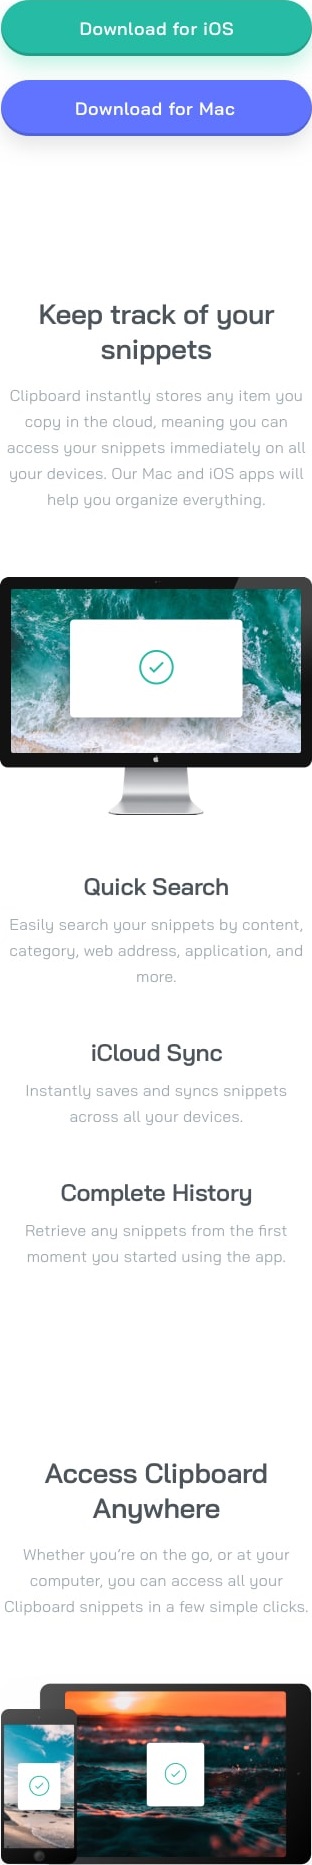 Download for iOS
Download for Mac
Keep track of your
snippets
Clipboard instantly stores any item you
copy in the cloud, meaning you can
access your snippets immediately on all
your devices. Our Mac and iOS apps will
help you organize everything.
Quick Search
Easily search your snippets by content,
category, web address, application, and
more.
iCloud Sync
Instantly saves and syncs snippets
across all your devices.
Complete History
Retrieve any snippets from the first
moment you started using the app.
Access Clipboard
Anywhere
Whether you’re on the go, or at your
computer, you can access all your
Clipboard snippets in a few simple clicks.